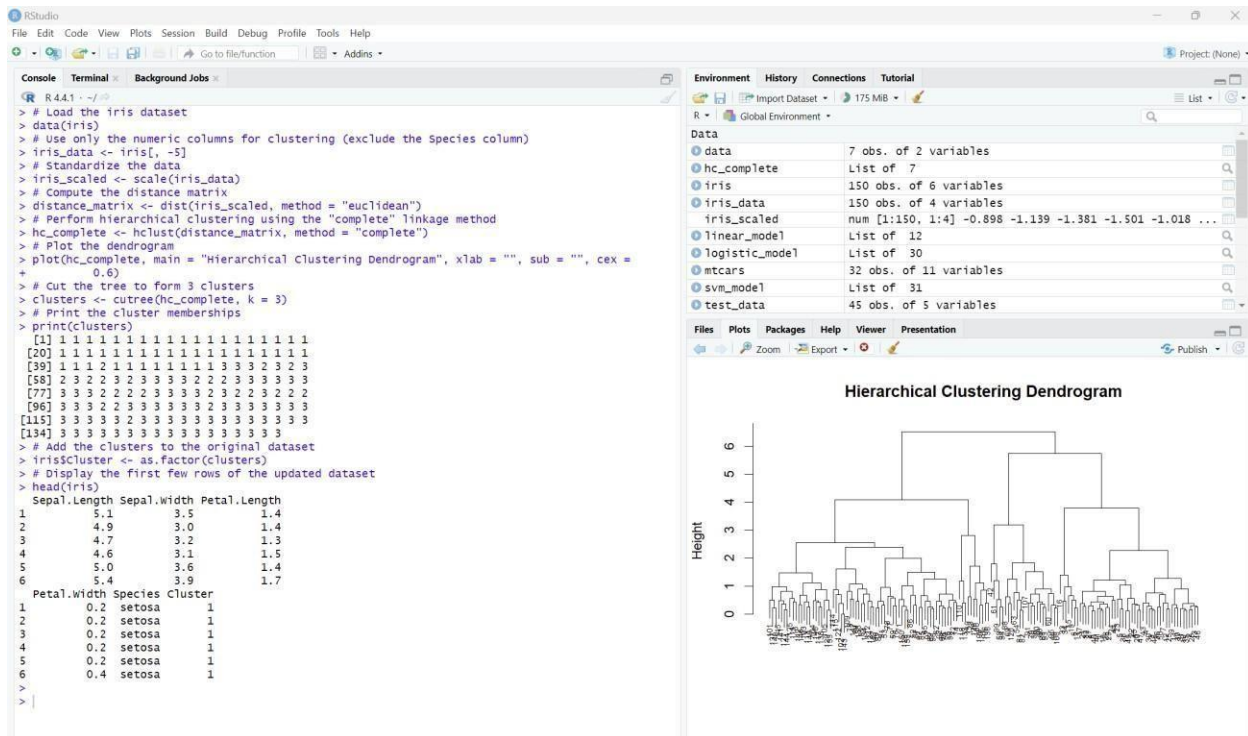 RStudio
File Edit Code View Plots Session Build Debug Profile Tools Help
Go to file/function
Addins
Project: (None)
Console Terminal Background Jobs
R 4.4.1 · ~/
> # Load the iris dataset
> data(iris)
> # Use only the numeric columns for clustering (exclude the Species column)
> iris_data <- iris[, -5]
> # Standardize the data
> iris_scaled <- scale(iris_data)
> # Compute the distance matrix
> distance_matrix <- dist(iris_scaled, method = "euclidean")
> # Perform hierarchical clustering using the "complete" linkage method
> hc_complete <- hclust(distance_matrix, method = "complete")
> # Plot the dendrogram
> plot(hc_complete, main = "Hierarchical Clustering Dendrogram", xlab = "", sub = "", cex =
+ 0.6)
> # Cut the tree to form 3 clusters
> clusters <- cutree(hc_complete, k = 3)
> # Print the cluster memberships
> print(clusters)
[1] 1 1 1 1 1 1 1 1 1 1 1 1 1 1 1 1 1 1 1
[20] 1 1 1 1 1 1 1 1 1 1 1 1 1 1 1 1 1 1 1
[39] 1 1 1 2 1 1 1 1 1 1 1 1 3 3 3 2 3 2 3
[58] 2 3 2 2 3 2 3 3 3 3 2 2 2 3 3 3 3 3 3
[77] 3 3 3 2 2 2 2 3 3 3 3 2 3 2 2 3 2 2 2
[96] 3 3 3 2 2 3 3 3 3 3 3 2 3 3 3 3 3 3 3
[115] 3 3 3 3 3 2 3 3 3 3 3 3 3 3 3 3 3 3 3
[134] 3 3 3 3 3 3 3 3 3 3 3 3 3 3 3 3 3
> # Add the clusters to the original dataset
> iris$Cluster <- as.factor(clusters)
> # Display the first few rows of the updated dataset
> head(iris)
Sepal.Length Sepal.Width Petal.Length
1 5.1 3.5 1.4
2 4.9 3.0 1.4
3 4.7 3.2 1.3
4 4.6 3.1 1.5
5 5.0 3.6 1.4
6 5.4 3.9 1.7
Petal.Width Species Cluster
1 0.2 setosa 1
2 0.2 setosa 1
3 0.2 setosa 1
4 0.2 setosa 1
5 0.2 setosa 1
6 0.4 setosa 1
>
>
Environment History Connections Tutorial
Import Dataset 175 MiB List
R Global Environment
Data
data 7 obs. of 2 variables
hc_complete List of 7
iris 150 obs. of 6 variables
iris_data 150 obs. of 4 variables
iris_scaled num [1:150, 1:4] -0.898 -1.139 -1.381 -1.501 -1.018 ...
linear_model List of 12
logistic_model List of 30
mtcars 32 obs. of 11 variables
svm_model List of 31
test_data 45 obs. of 5 variables
Files Plots Packages Help Viewer Presentation
Zoom Export Publish
Hierarchical Clustering Dendrogram
Height
0 1 2 3 4 5 6
42
16